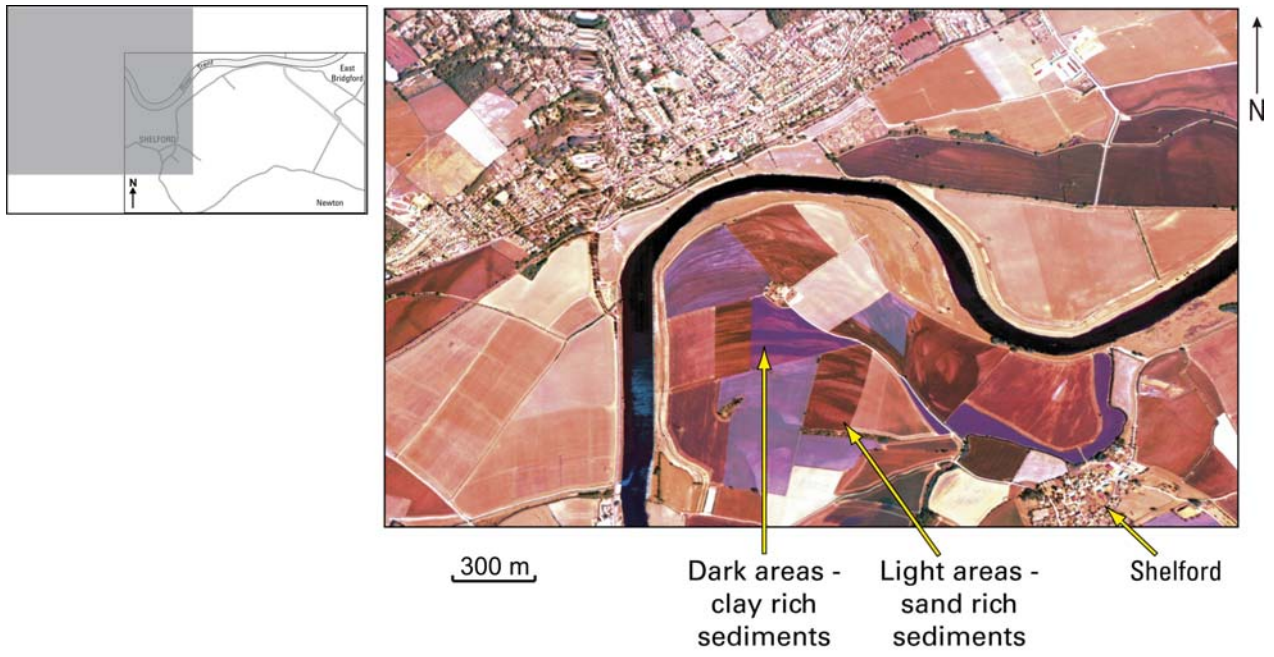 Trent
East
Bridgford
SHELFORD
N
Newton
N
300 m
Dark areas -
clay rich
sediments
Light areas -
sand rich
sediments
Shelford